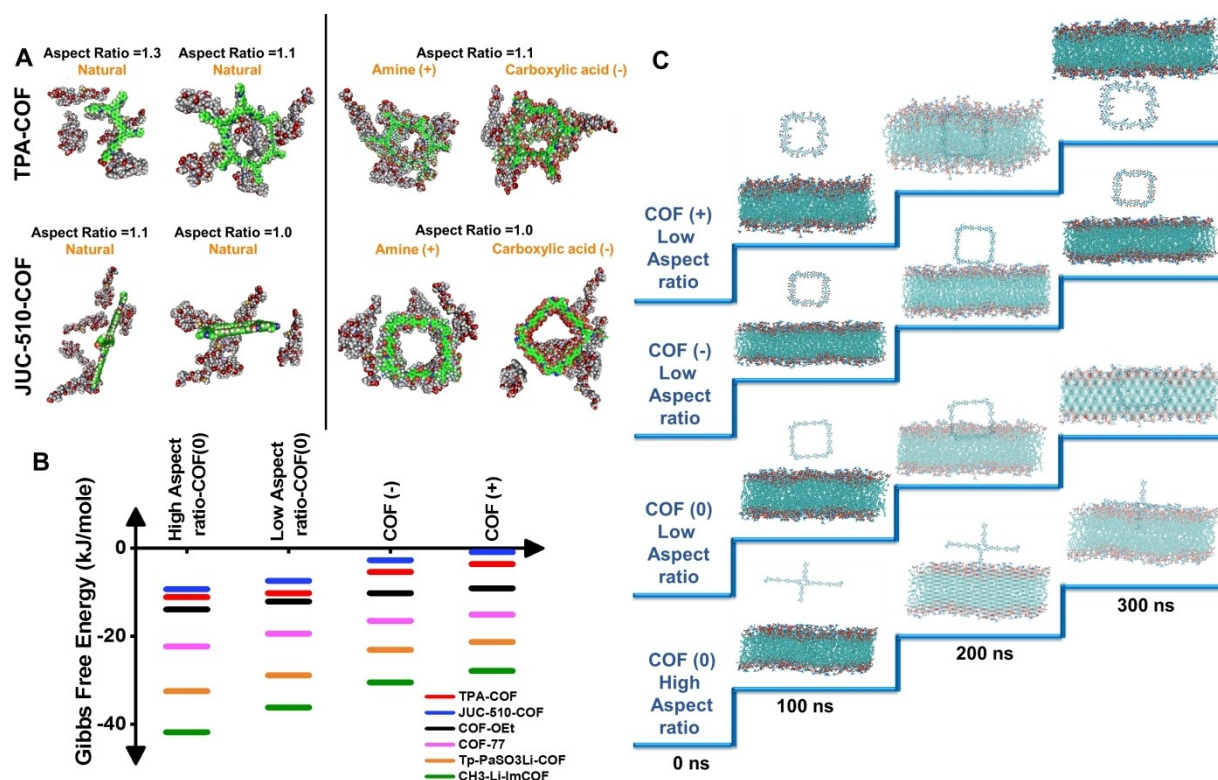 A
TPA-COF
Aspect Ratio =1.3
Natural
Aspect Ratio =1.1
Natural
Aspect Ratio =1.1
Amine (+)
Carboxylic acid (-)
JUC-510-COF
Aspect Ratio =1.1
Natural
Aspect Ratio =1.0
Natural
Aspect Ratio =1.0
Amine (+)
Carboxylic acid (-)
B
Gibbs Free Energy (kJ/mole)
0
-20
-40
High Aspect
ratio-COF(0)
Low Aspect
ratio-COF(0)
COF (-)
COF (+)
TPA-COF
JUC-510-COF
COF-OEt
COF-77
Tp-PaSO3Li-COF
CH3-Li-ImCOF
C
COF (+)
Low
Aspect
ratio
COF (-)
Low
Aspect
ratio
COF (0)
Low
Aspect
ratio
COF (0)
High
Aspect
ratio
0 ns
100 ns
200 ns
300 ns